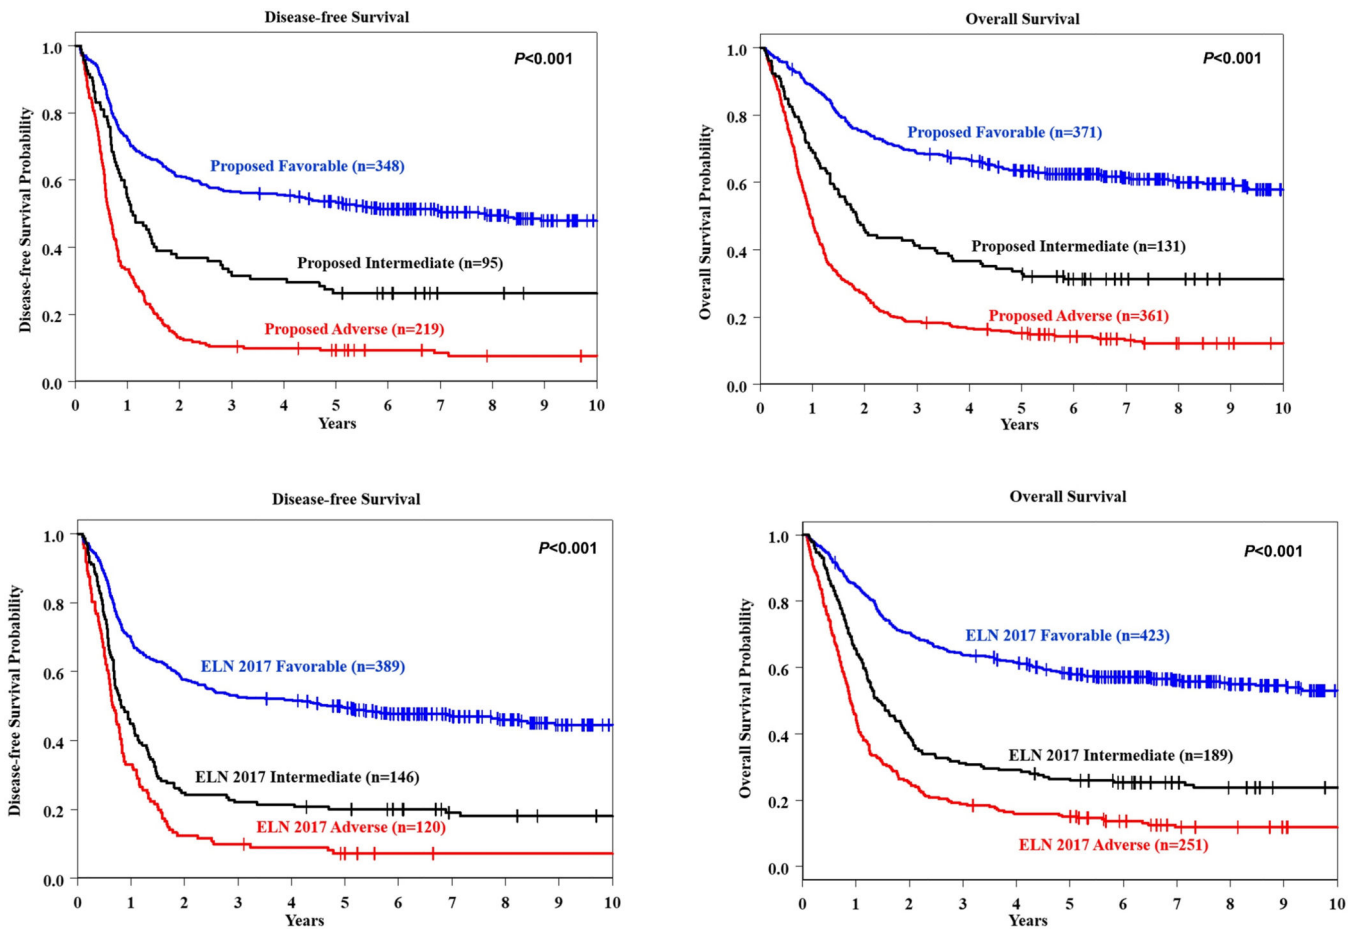 Disease-free Survival
Disease-free Survival Probability
1.0
0.8
0.6
0.4
0.2
0.0
P<0.001
Proposed Favorable (n=348)
Proposed Intermediate (n=95)
Proposed Adverse (n=219)
0 1 2 3 4 5 6 7 8 9 10
Years
Overall Survival
Overall Survival Probability
1.0
0.8
0.6
0.4
0.2
0.0
P<0.001
Proposed Favorable (n=371)
Proposed Intermediate (n=131)
Proposed Adverse (n=361)
0 1 2 3 4 5 6 7 8 9 10
Years
Disease-free Survival
Disease-free Survival Probability
1.0
0.8
0.6
0.4
0.2
0.0
P<0.001
ELN 2017 Favorable (n=389)
ELN 2017 Intermediate (n=146)
ELN 2017 Adverse (n=120)
0 1 2 3 4 5 6 7 8 9 10
Years
Overall Survival
Overall Survival Probability
1.0
0.8
0.6
0.4
0.2
0.0
P<0.001
ELN 2017 Favorable (n=423)
ELN 2017 Intermediate (n=189)
ELN 2017 Adverse (n=251)
0 1 2 3 4 5 6 7 8 9 10
Years